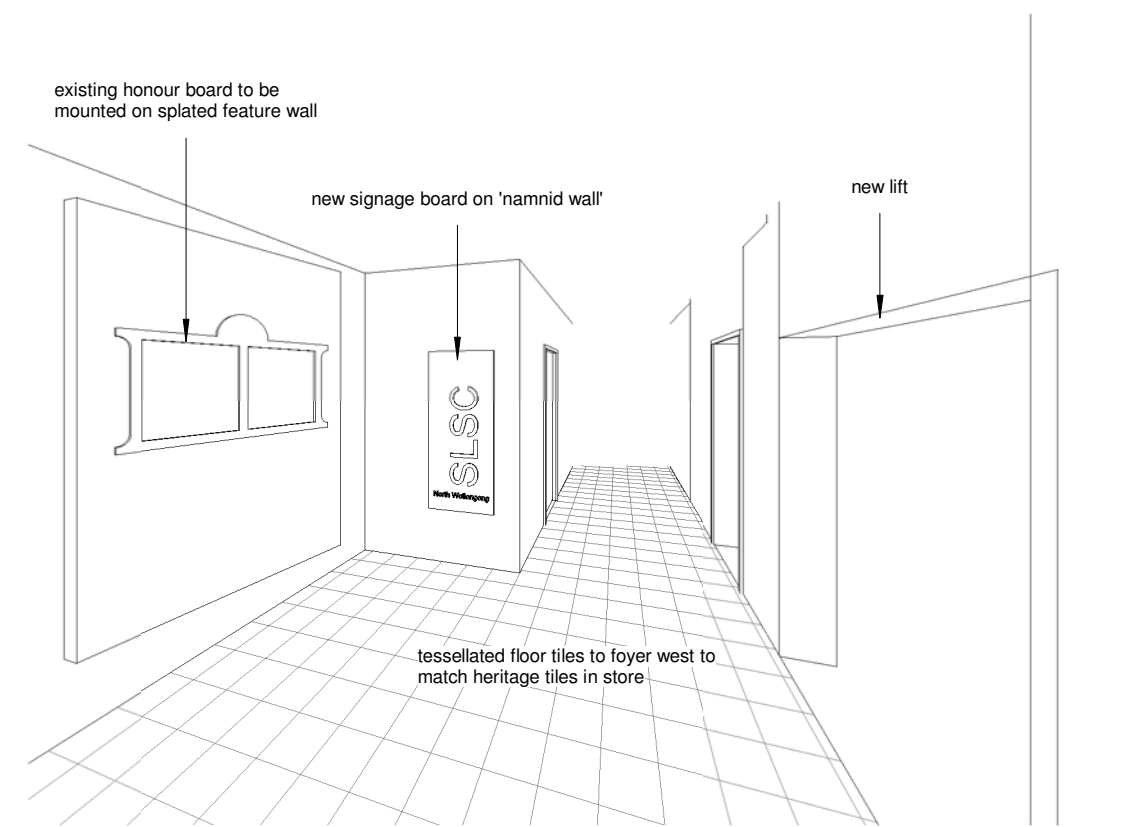 existing honour board to be
mounted on splated feature wall
new signage board on 'namnid wall'
new lift
SLSC
North Wollongong
tessellated floor tiles to foyer west to
match heritage tiles in store